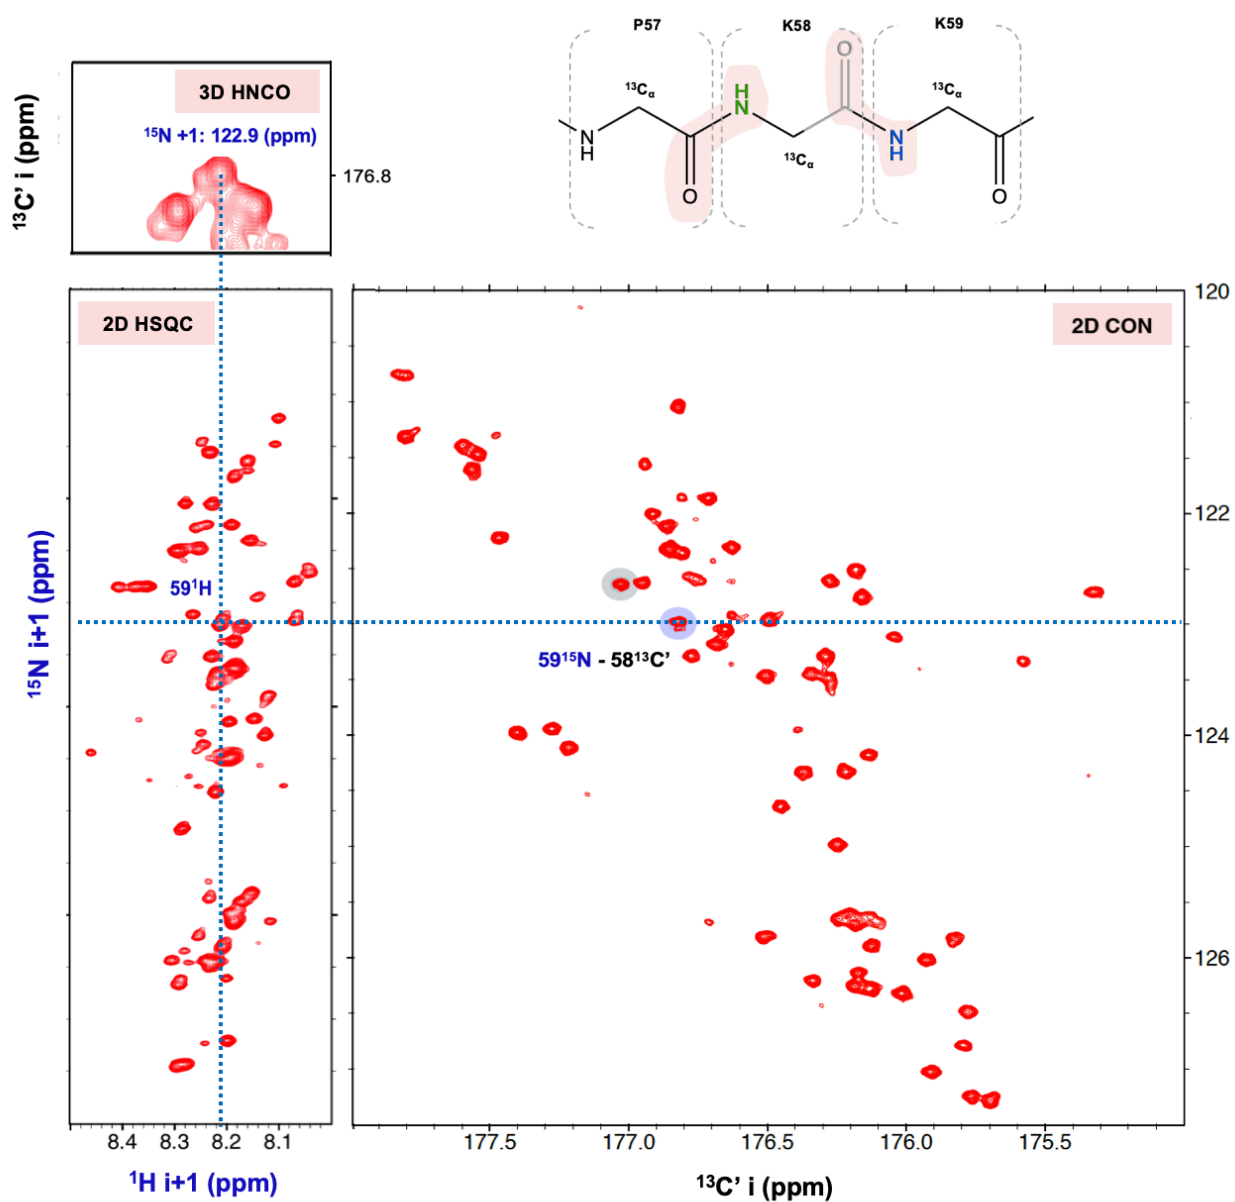 P57 K58 K59
3D HNCO
¹⁵N +1: 122.9 (ppm)
¹³C' i (ppm)
176.8
O
¹³Cα
H
N
¹³Cα
N
H
¹³Cα
N
H
O
O
2D HSQC
2D CON
120
122
124
126
59¹H
59¹⁵N - 58¹³C'
¹⁵N i+1 (ppm)
8.4 8.3 8.2 8.1
177.5 177.0 176.5 176.0 175.5
¹H i+1 (ppm)
¹³C' i (ppm)